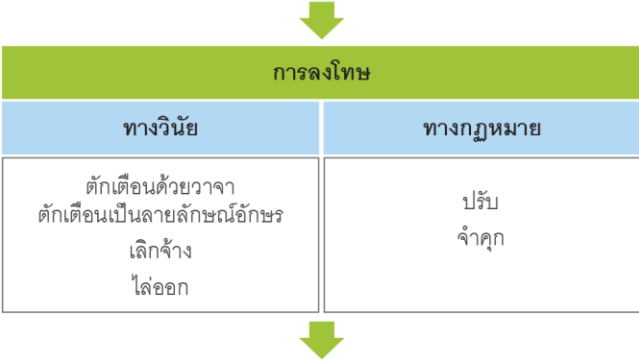 การลงโทษ
ทางวินัย
ทางกฏหมาย
ตักเตือนด้วยวาจา
ตักเตือนเป็นลายลักษณ์อักษร
เลิกจ้าง
ไล่ออก
ปรับ
จำคุก